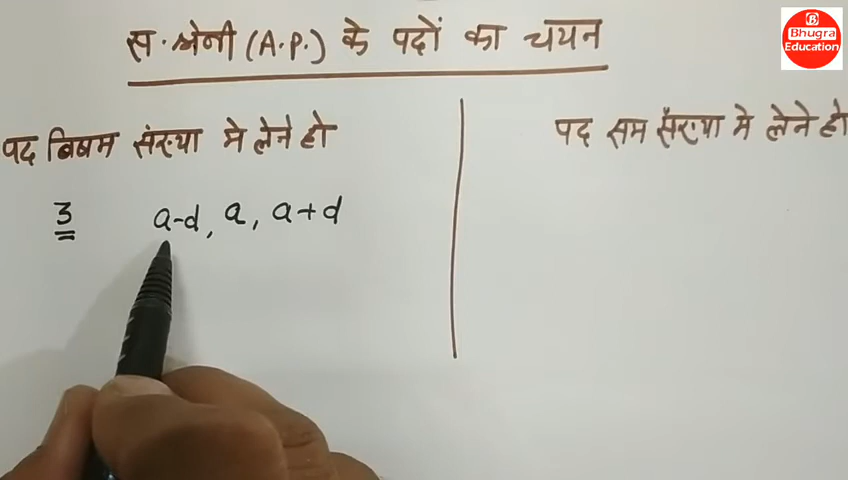 स. श्रेनी (A.P.) के पदों का चयन
Bhugra
Education
पद बिषम संख्या मे लेने हो
पद सम संख्या मे लेने हो
3 a-d, a, a+d